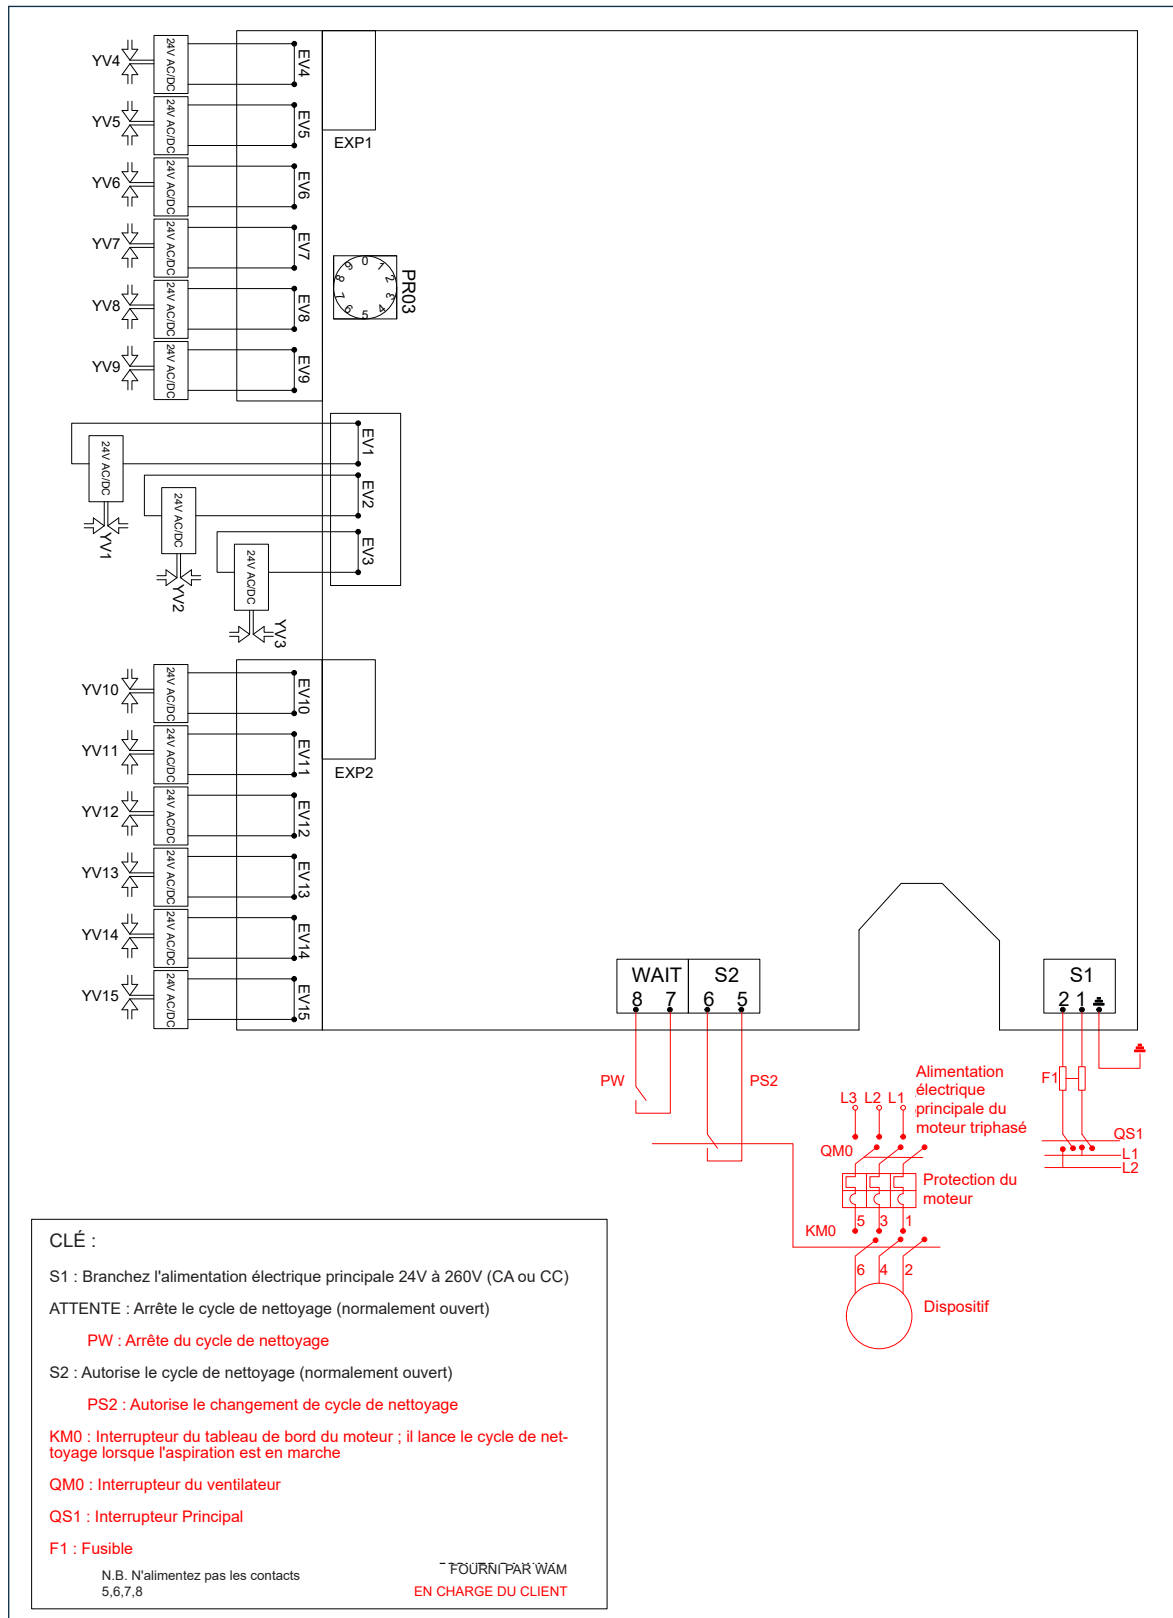 YV4 24V AC/DC EV4
YV5 24V AC/DC EV5
EXP1
YV6 24V AC/DC EV6
YV7 24V AC/DC EV7
0 1 2 3 4 5 6 7 8 9
PR03
YV8 24V AC/DC EV8
YV9 24V AC/DC EV9
24V AC/DC EV1
YV1
24V AC/DC EV2
YV2
24V AC/DC EV3
YV3
YV10 24V AC/DC EV10
YV11 24V AC/DC EV11
EXP2
YV12 24V AC/DC EV12
YV13 24V AC/DC EV13
YV14 24V AC/DC EV14
YV15 24V AC/DC EV15
WAIT S2
8 7 6 5
S1
2 1
PW
PS2
F1
QS1
L1
L2
Alimentation
électrique
principale du
moteur triphasé
L3 L2 L1
QM0
Protection du
moteur
5 3 1
KM0
6 4 2
Dispositif
CLÉ :
S1 : Branchez l'alimentation électrique principale 24V à 260V (CA ou CC)
ATTENTE : Arrête le cycle de nettoyage (normalement ouvert)
PW : Arrête du cycle de nettoyage
S2 : Autorise le cycle de nettoyage (normalement ouvert)
PS2 : Autorise le changement de cycle de nettoyage
KM0 : Interrupteur du tableau de bord du moteur ; il lance le cycle de net-
toyage lorsque l'aspiration est en marche
QM0 : Interrupteur du ventilateur
QS1 : Interrupteur Principal
F1 : Fusible
N.B. N'alimentez pas les contacts
5,6,7,8
FOURNI PAR WAM
EN CHARGE DU CLIENT